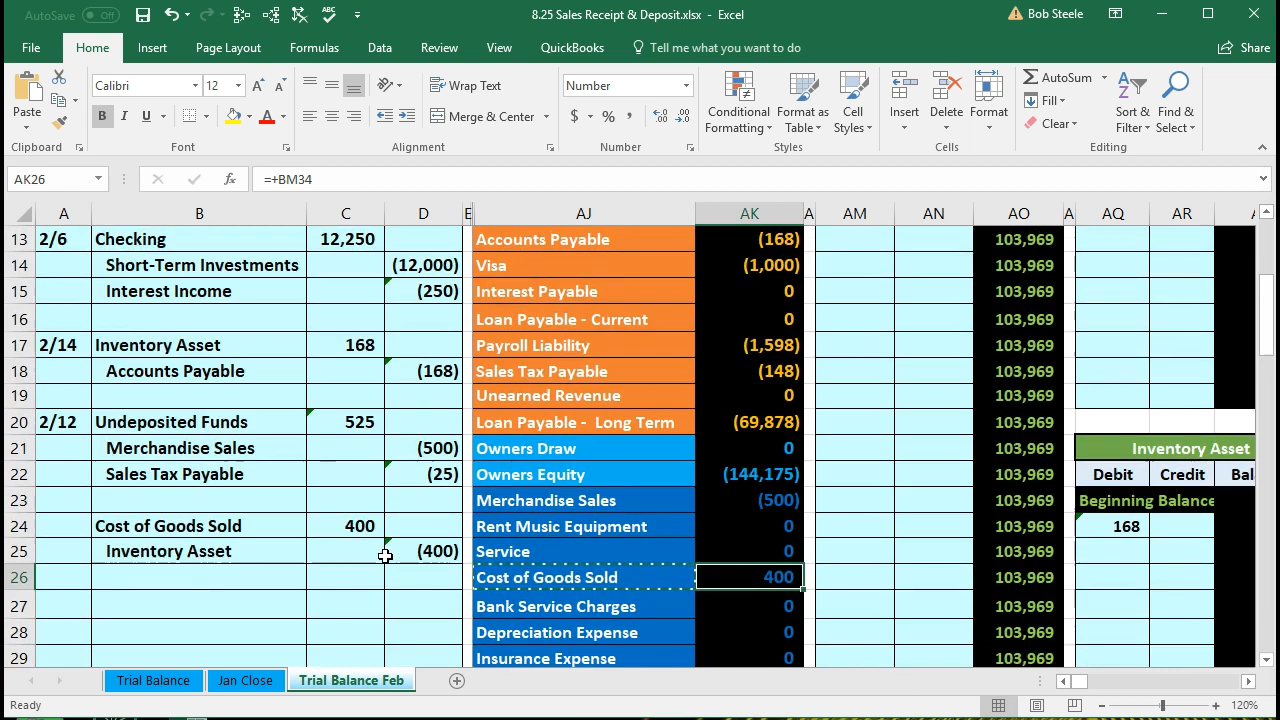 AutoSave Off 8.25 Sales Receipt & Deposit.xlsx - Excel Bob Steele
File Home Insert Page Layout Formulas Data Review View QuickBooks Tell me what you want to do Share
Calibri 12 A A Wrap Text Number AutoSum
Paste B I U A Merge & Center $ % , Conditional Formatting Format as Table Cell Styles Insert Delete Format Fill Clear Sort & Filter Find & Select
Clipboard Font Alignment Number Styles Cells Editing
AK26 fx =+BM34
A B C D E AJ AK A AM AN AO A AQ AR
13 2/6 Checking 12,250 Accounts Payable (168) 103,969
14 Short-Term Investments (12,000) Visa (1,000) 103,969
15 Interest Income (250) Interest Payable 0 103,969
16 Loan Payable - Current 0 103,969
17 2/14 Inventory Asset 168 Payroll Liability (1,598) 103,969
18 Accounts Payable (168) Sales Tax Payable (148) 103,969
19 Unearned Revenue 0 103,969
20 2/12 Undeposited Funds 525 Loan Payable - Long Term (69,878) 103,969
21 Merchandise Sales (500) Owners Draw 0 103,969 Inventory Asset
22 Sales Tax Payable (25) Owners Equity (144,175) 103,969 Debit Credit Bal
23 Merchandise Sales (500) 103,969 Beginning Balance
24 Cost of Goods Sold 400 Rent Music Equipment 0 103,969 168
25 Inventory Asset (400) Service 0 103,969
26 Cost of Goods Sold 400 103,969
27 Bank Service Charges 0 103,969
28 Depreciation Expense 0 103,969
29 Insurance Expense 0 103,969
Trial Balance Jan Close Trial Balance Feb
Ready 120%